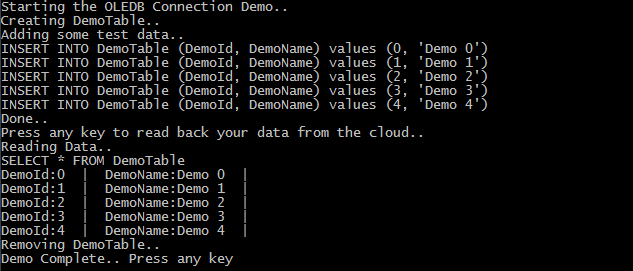 Starting the OLEDB Connection Demo..
Creating DemoTable..
Adding some test data..
INSERT INTO DemoTable (DemoId, DemoName) values (0, 'Demo 0')
INSERT INTO DemoTable (DemoId, DemoName) values (1, 'Demo 1')
INSERT INTO DemoTable (DemoId, DemoName) values (2, 'Demo 2')
INSERT INTO DemoTable (DemoId, DemoName) values (3, 'Demo 3')
INSERT INTO DemoTable (DemoId, DemoName) values (4, 'Demo 4')
Done..
Press any key to read back your data from the cloud..
Reading Data..
SELECT * FROM DemoTable
DemoId:0  |  DemoName:Demo 0  |
DemoId:1  |  DemoName:Demo 1  |
DemoId:2  |  DemoName:Demo 2  |
DemoId:3  |  DemoName:Demo 3  |
DemoId:4  |  DemoName:Demo 4  |
Removing DemoTable..
Demo Complete.. Press any key